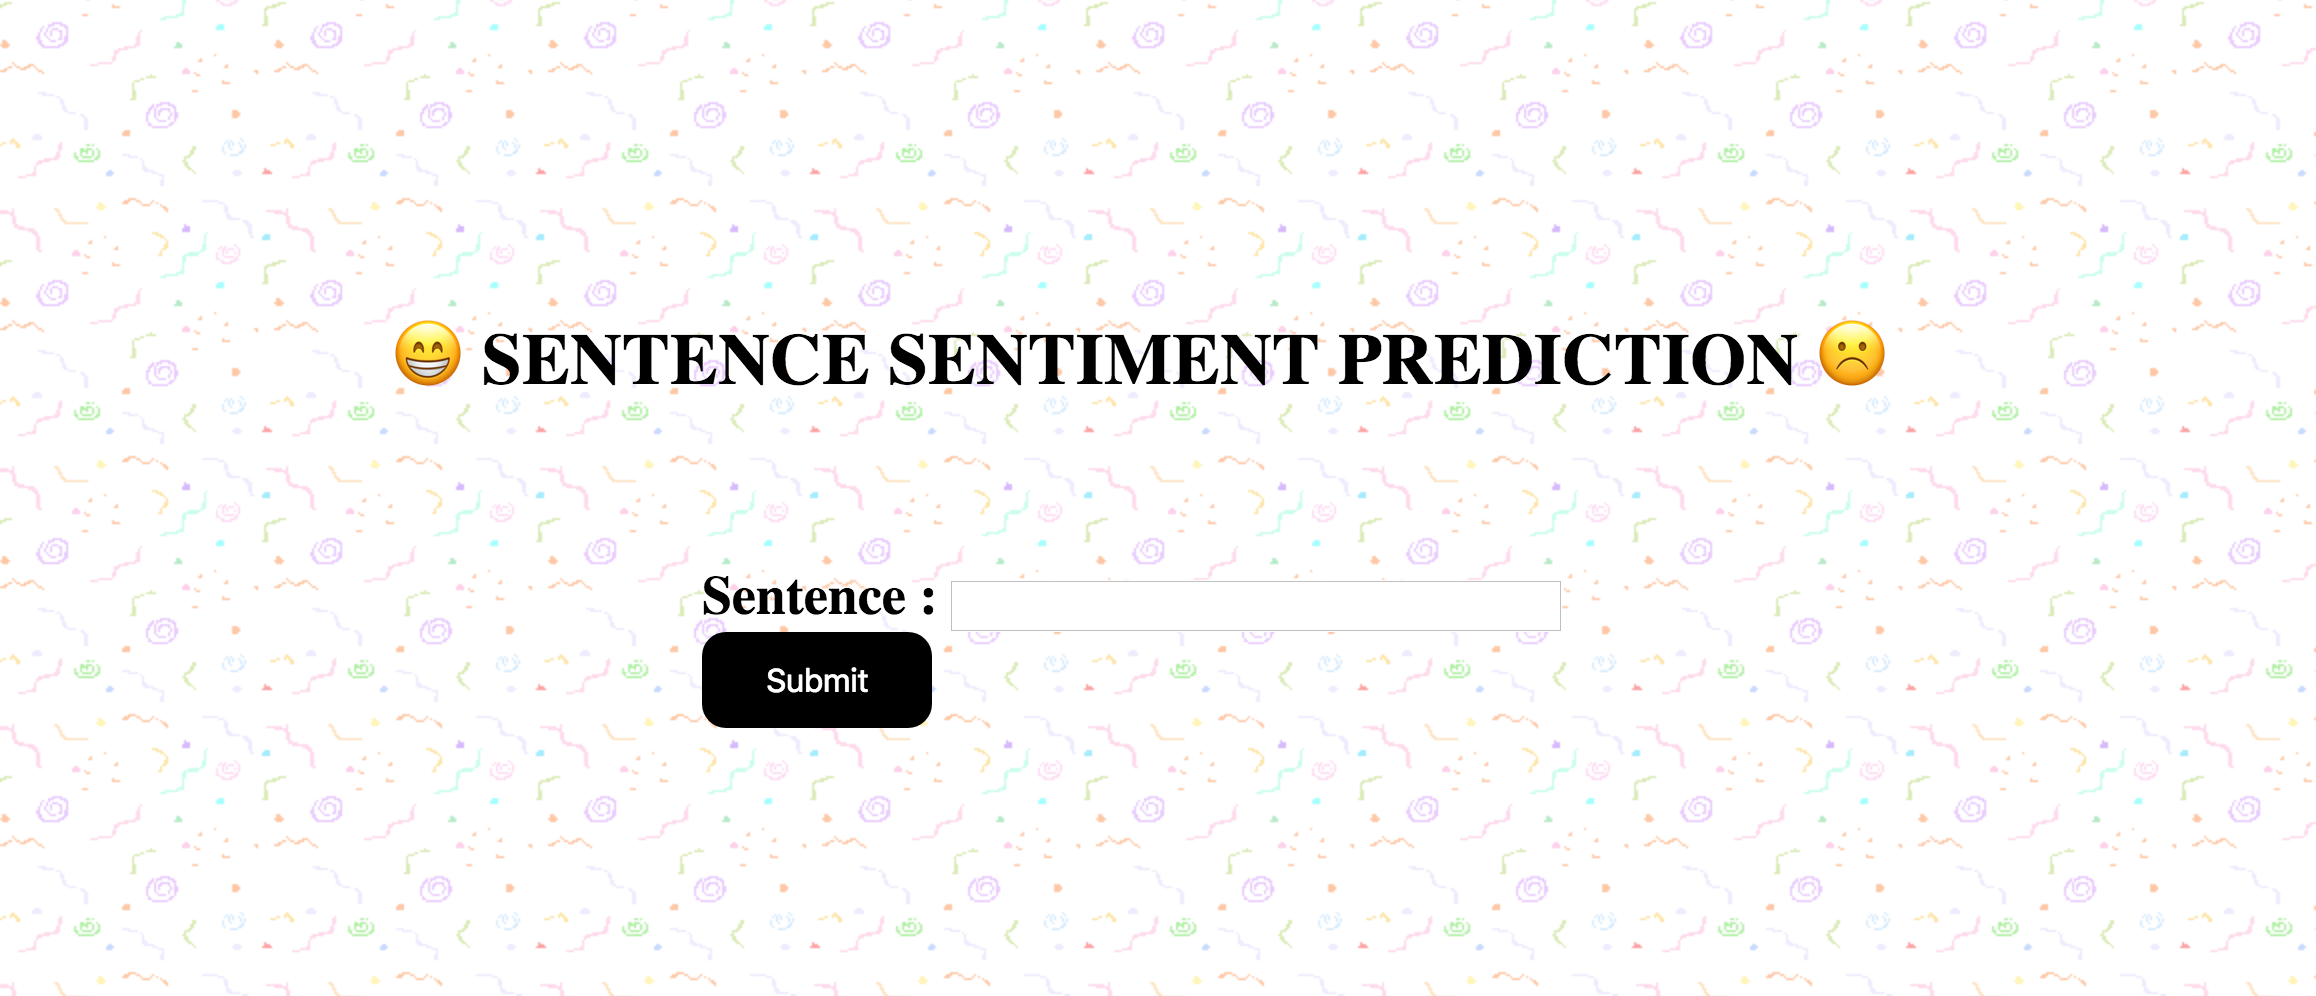 😁 SENTENCE SENTIMENT PREDICTION ☹️
Sentence :
Submit